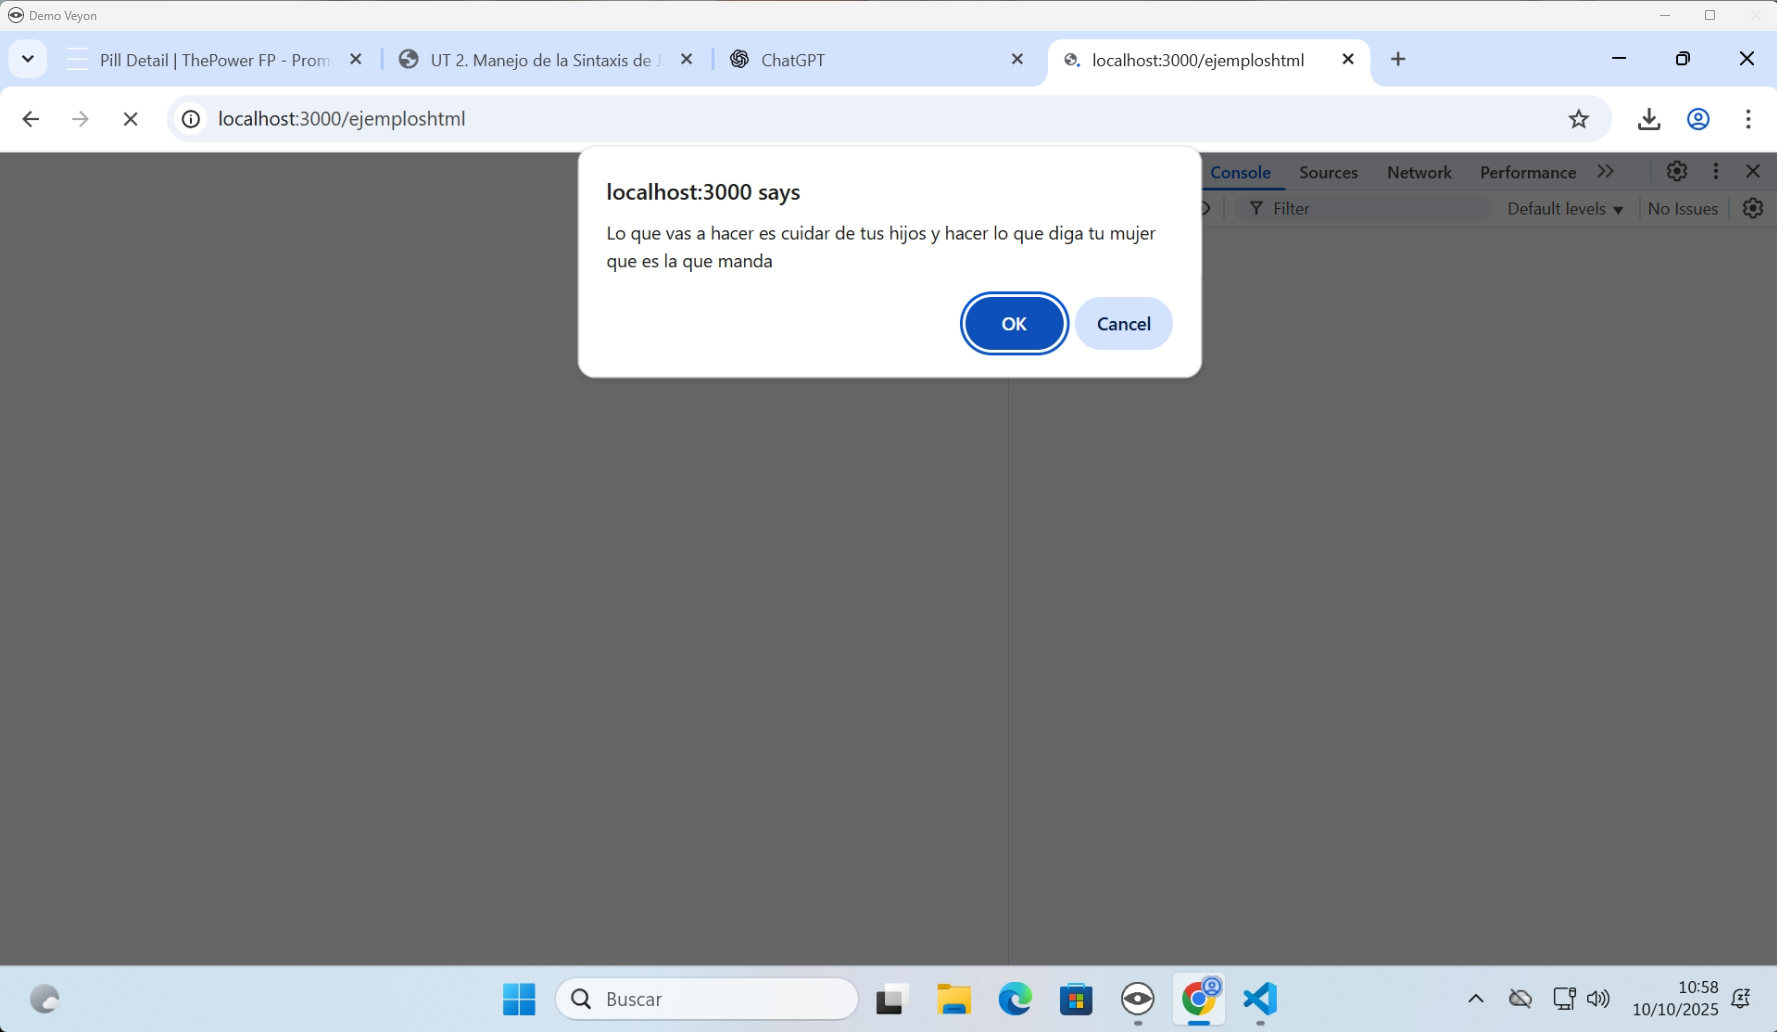 Demo Veyon
Pill Detail | ThePower FP - Prom
UT 2. Manejo de la Sintaxis de J
ChatGPT
localhost:3000/ejemploshtml
localhost:3000/ejemploshtml
localhost:3000 says
Lo que vas a hacer es cuidar de tus hijos y hacer lo que diga tu mujer
que es la que manda
OK
Cancel
Console
Sources
Network
Performance
Filter
Default levels
No Issues
Buscar
10:58
10/10/2025